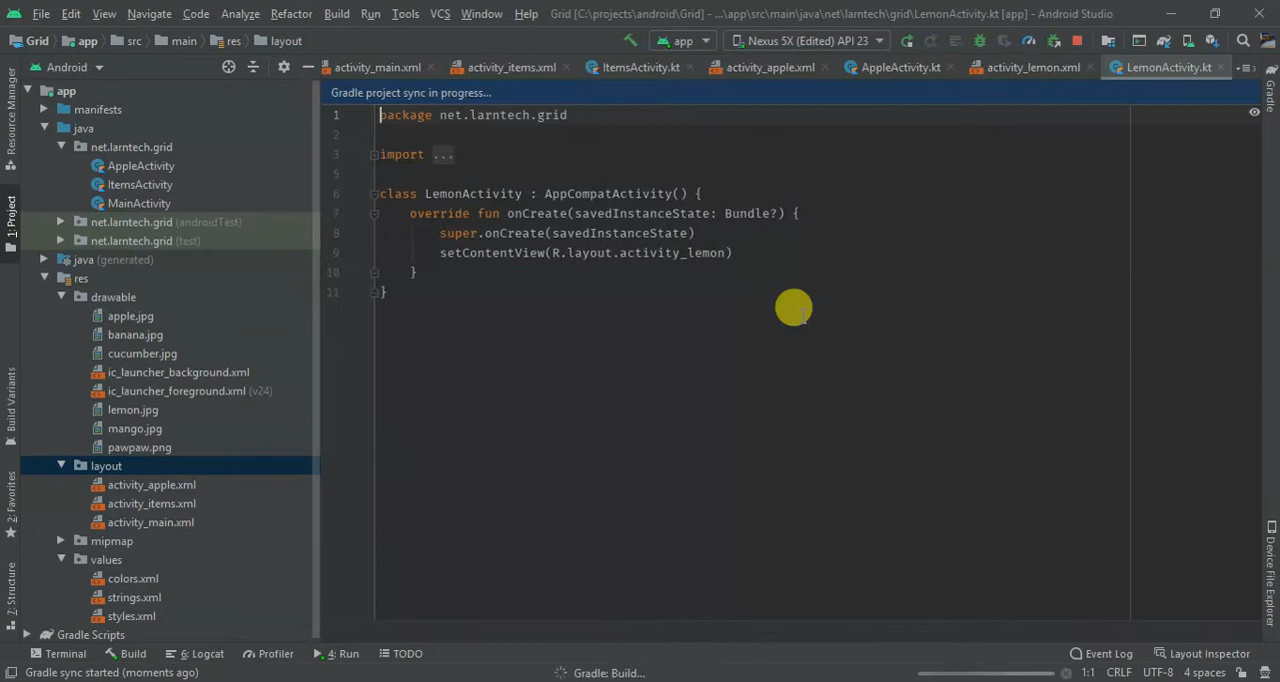 File Edit View Navigate Code Analyze Refactor Build Run Tools VCS Window Help Grid [C:\projects\android\Grid] - ...\app\src\main\java\net\larntech\grid\LemonActivity.kt [app] - Android Studio
Grid app src main res layout app Nexus 5X (Edited) API 23
Android activity_main.xml activity_items.xml ItemsActivity.kt activity_apple.xml AppleActivity.kt activity_lemon.xml LemonActivity.kt
Resource Manager
1: Project
Build Variants
2: Favorites
7: Structure
app
manifests
java
net.larntech.grid
AppleActivity
ItemsActivity
MainActivity
net.larntech.grid (androidTest)
net.larntech.grid (test)
java (generated)
res
drawable
apple.jpg
banana.jpg
cucumber.jpg
ic_launcher_background.xml
ic_launcher_foreground.xml (v24)
lemon.jpg
mango.jpg
pawpaw.png
layout
activity_apple.xml
activity_items.xml
activity_main.xml
mipmap
values
colors.xml
strings.xml
styles.xml
Gradle Scripts
Gradle project sync in progress...
1 package net.larntech.grid
2
3 import ...
5
6 class LemonActivity : AppCompatActivity() {
7 override fun onCreate(savedInstanceState: Bundle?) {
8 super.onCreate(savedInstanceState)
9 setContentView(R.layout.activity_lemon)
10 }
11 }
Gradle
Device File Explorer
Terminal Build 6: Logcat Profiler 4: Run TODO Event Log Layout Inspector
Gradle sync started (moments ago) Gradle: Build... 1:1 CRLF UTF-8 4 spaces